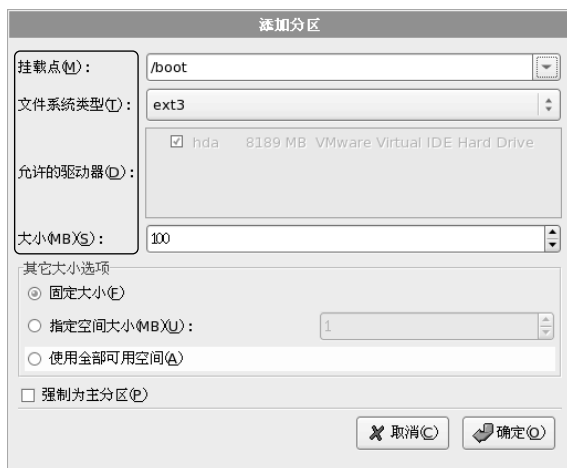 添加分区
挂载点(M)： /boot
文件系统类型(T)： ext3
hda 8189 MB VMware Virtual IDE Hard Drive
允许的驱动器(D)：
大小(MB)(S)： 100
其它大小选项
固定大小(F)
指定空间大小(MB)(U)： 1
使用全部可用空间(A)
强制为主分区(P)
取消(C) 确定(O)